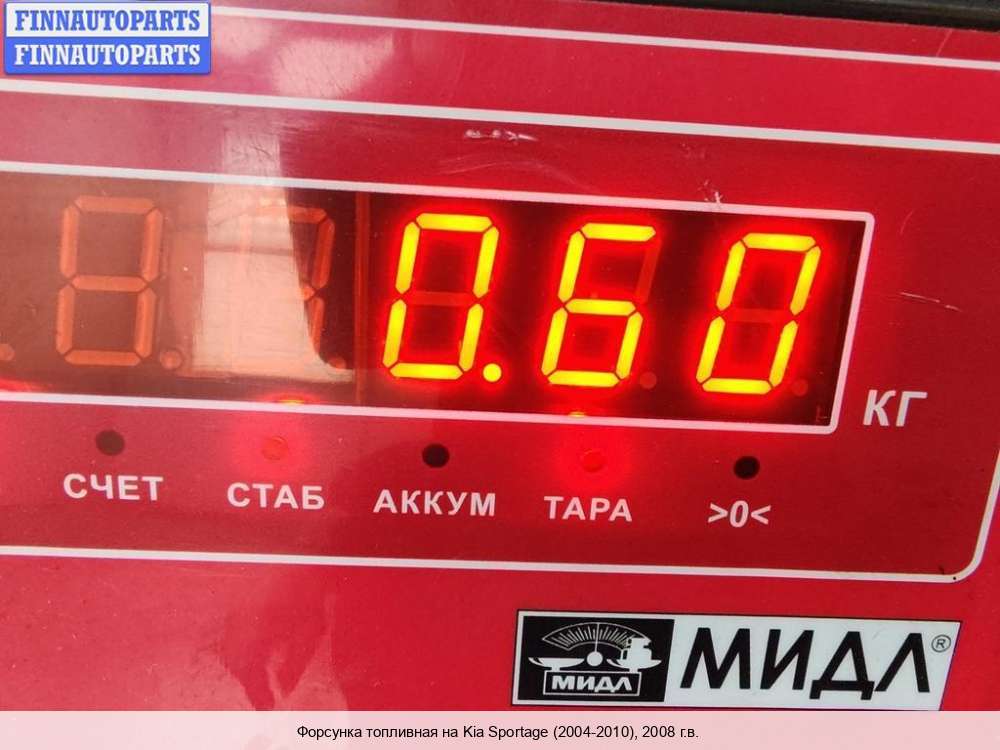 FINNAUTOPARTS
FINNAUTOPARTS
0.60
КГ
СЧЕТ СТАБ АККУМ ТАРА >0<
МИДЛ МИДЛ®
Форсунка топливная на Kia Sportage (2004-2010), 2008 г.в.